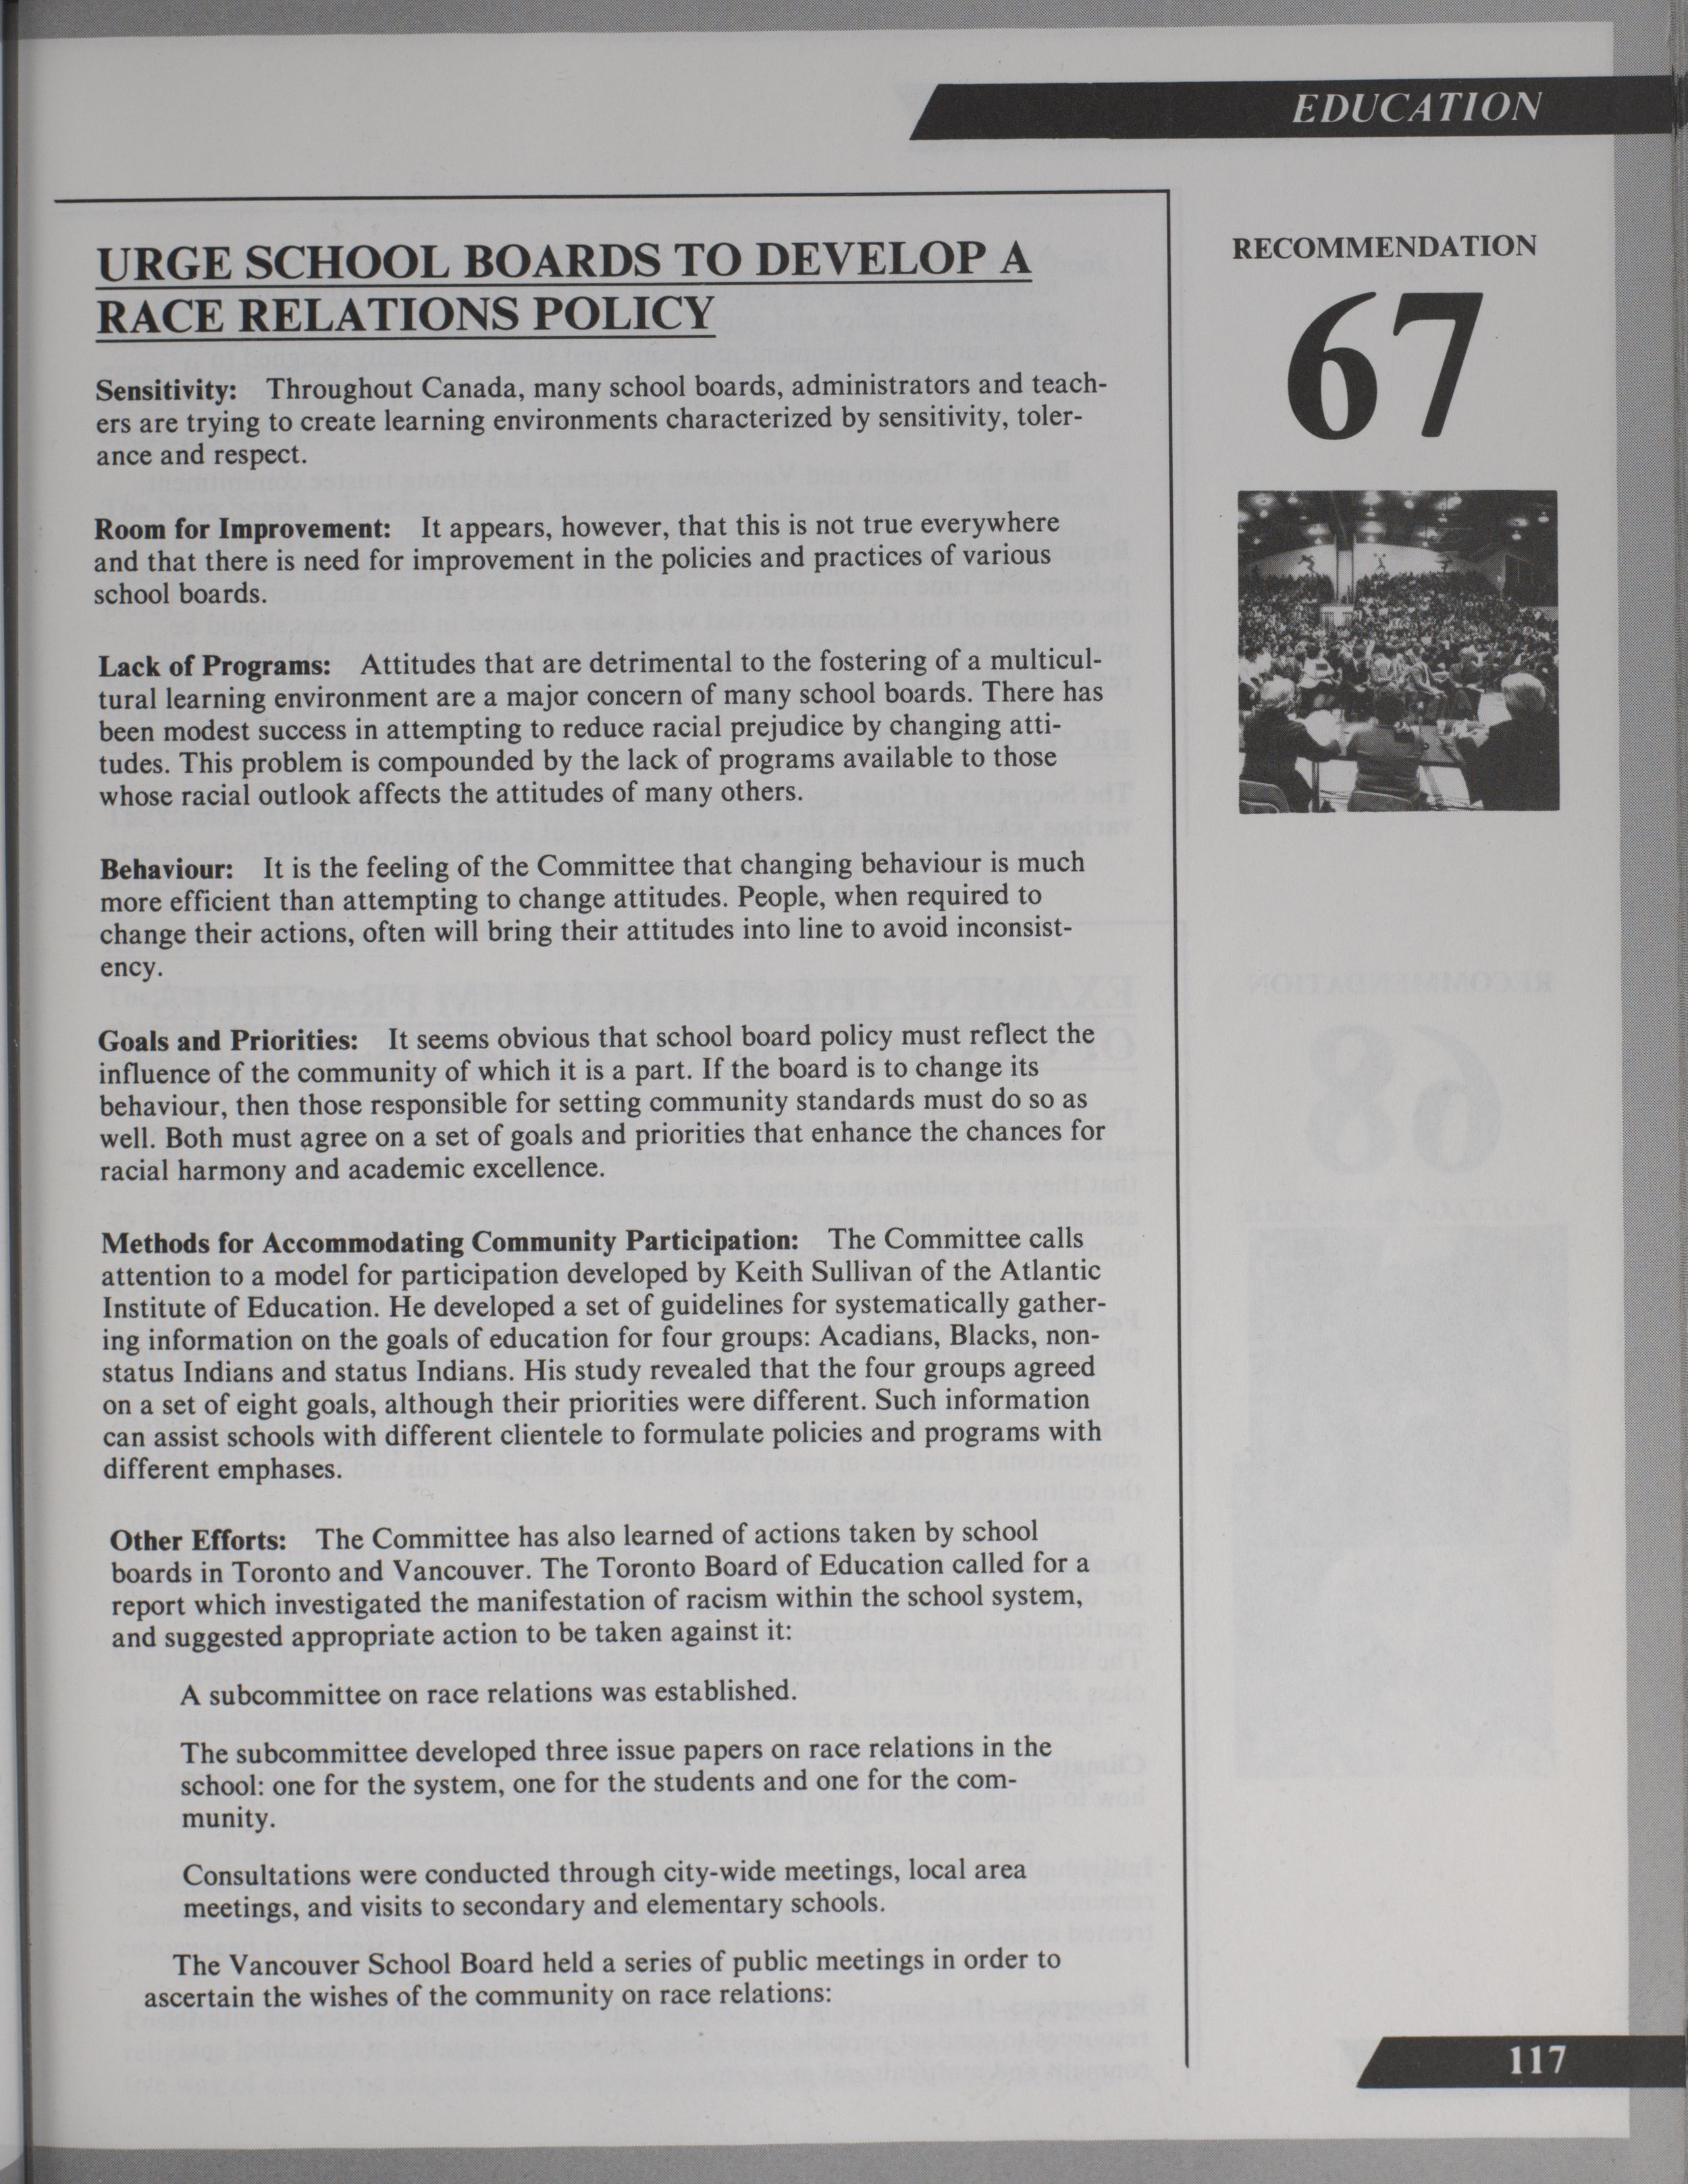 EDUCATION
RECOMMENDATION
67
URGE SCHOOL BOARDS TO DEVELOP A
RACE RELATIONS POLICY
Sensitivity: Throughout Canada, many school boards, administrators and teach-
ers are trying to create learning environments characterized by sensitivity, toler-
ance and respect.
Room for Improvement: It appears, however, that this is not true everywhere
and that there is need for improvement in the policies and practices of various
school boards.
Lack of Programs: Attitudes that are detrimental to the fostering of a multicul-
tural learning environment are a major concern of many school boards. There has
been modest success in attempting to reduce racial prejudice by changing atti-
tudes. This problem is compounded by the lack of programs available to those
whose racial outlook affects the attitudes of many others.
Behaviour: It is the feeling of the Committee that changing behaviour is much
more efficient than attempting to change attitudes. People, when required to
change their actions, often will bring their attitudes into line to avoid inconsist-
ency.
Goals and Priorities: It seems obvious that school board policy must reflect the
influence of the community of which it is a part. If the board is to change its
behaviour, then those responsible for setting community standards must do so as
well. Both must agree on a set of goals and priorities that enhance the chances for
racial harmony and academic excellence.
Methods for Accommodating Community Participation: The Committee calls
attention to a model for participation developed by Keith Sullivan of the Atlantic
Institute of Education. He developed a set of guidelines for systematically gather-
ing information on the goals of education for four groups: Acadians, Blacks, non-
status Indians and status Indians. His study revealed that the four groups agreed
on a set of eight goals, although their priorities were different. Such information
can assist schools with different clientele to formulate policies and programs with
different emphases.
Other Efforts: The Committee has also learned of actions taken by school
boards in Toronto and Vancouver. The Toronto Board of Education called for a
report which investigated the manifestation of racism within the school system,
and suggested appropriate action to be taken against it:
A subcommittee on race relations was established.
The subcommittee developed three issue papers on race relations in the
school: one for the system, one for the students and one for the com-
munity.
Consultations were conducted through city-wide meetings, local area
meetings, and visits to secondary and elementary schools.
The Vancouver School Board held a series of public meetings in order to
ascertain the wishes of the community on race relations:
117